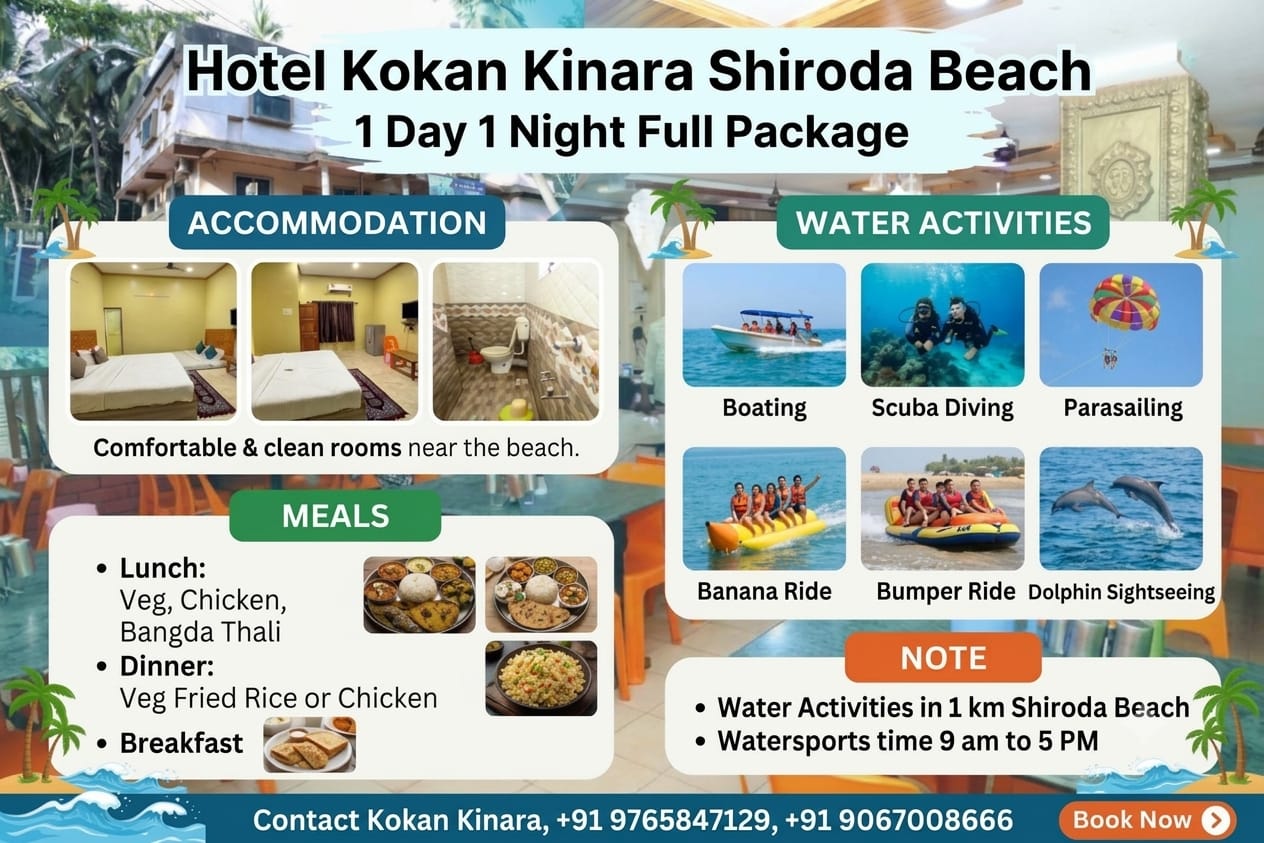 Hotel Kokan Kinara Shiroda Beach
1 Day 1 Night Full Package
ACCOMMODATION
Comfortable & clean rooms near the beach.
MEALS
• Lunch:
Veg, Chicken,
Bangda Thali
• Dinner:
Veg Fried Rice or Chicken
• Breakfast
WATER ACTIVITIES
Boating
Scuba Diving
Parasailing
Banana Ride
Bumper Ride
Dolphin Sightseeing
NOTE
• Water Activities in 1 km Shiroda Beach
• Watersports time 9 am to 5 PM
Contact Kokan Kinara, +91 9765847129, +91 9067008666
Book Now